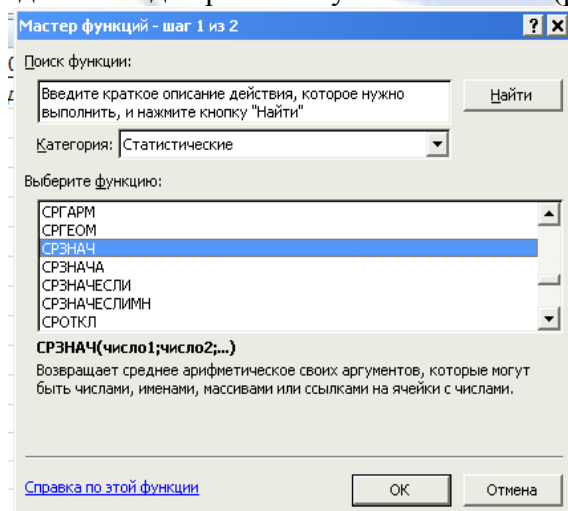 Мастер функций - шаг 1 из 2
Поиск функции:
Введите краткое описание действия, которое нужно
выполнить, и нажмите кнопку "Найти"
Найти
Категория: Статистические
Выберите функцию:
СРГАРМ
СРГЕОМ
СРЗНАЧ
СРЗНАЧА
СРЗНАЧЕСЛИ
СРЗНАЧЕСЛИМН
СРОТКЛ
СРЗНАЧ(число1;число2;...)
Возвращает среднее арифметическое своих аргументов, которые могут
быть числами, именами, массивами или ссылками на ячейки с числами.
Справка по этой функции
ОК
Отмена